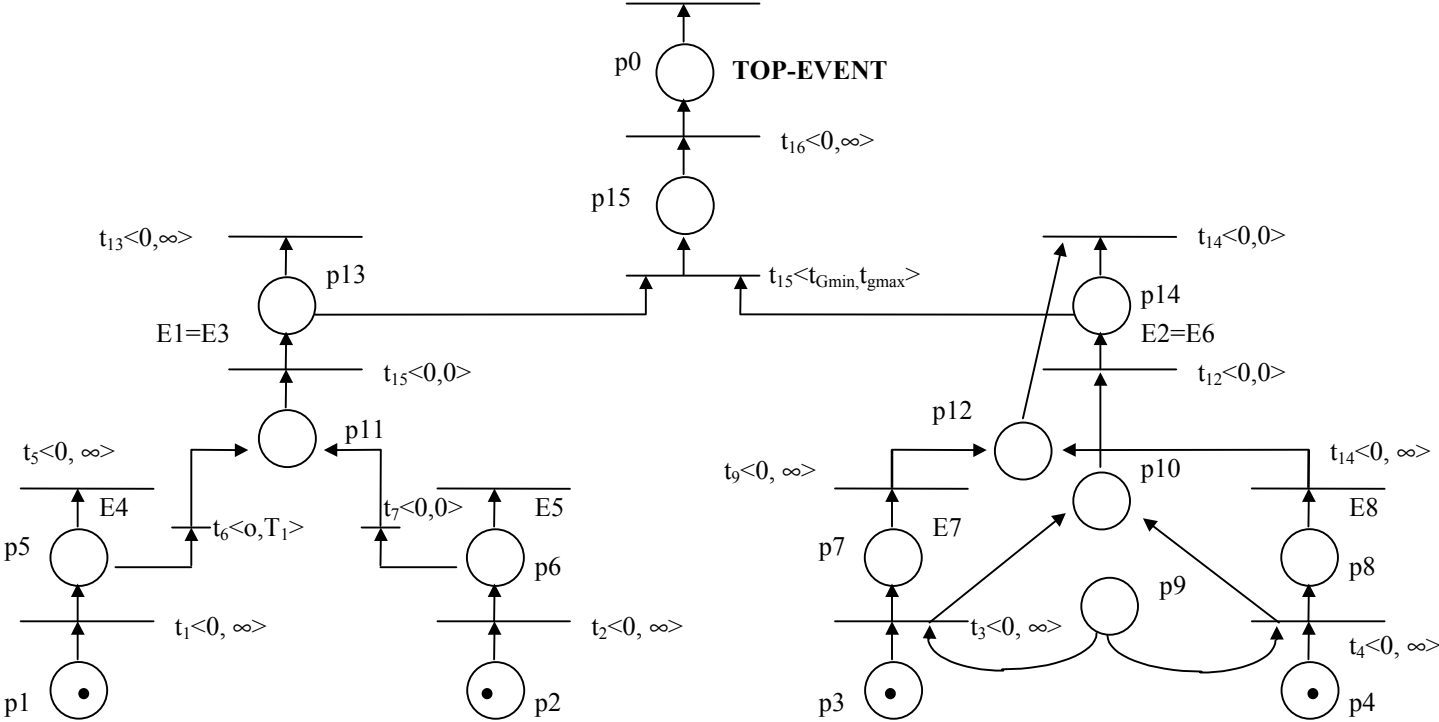 p0
TOP-EVENT
t16<0,∞>
p15
t13<0,∞>
t14<0,0>
p13
t15<tGmin,tgmax>
p14
E1=E3
E2=E6
t15<0,0>
t12<0,0>
p12
p11
t5<0, ∞>
t9<0, ∞>
p10
t14<0, ∞>
E4
t7<0,0>
E5
E7
E8
t6<o,T1>
p5
p6
p7
p8
p9
t1<0, ∞>
t2<0, ∞>
t3<0, ∞>
t4<0, ∞>
p1
p2
p3
p4